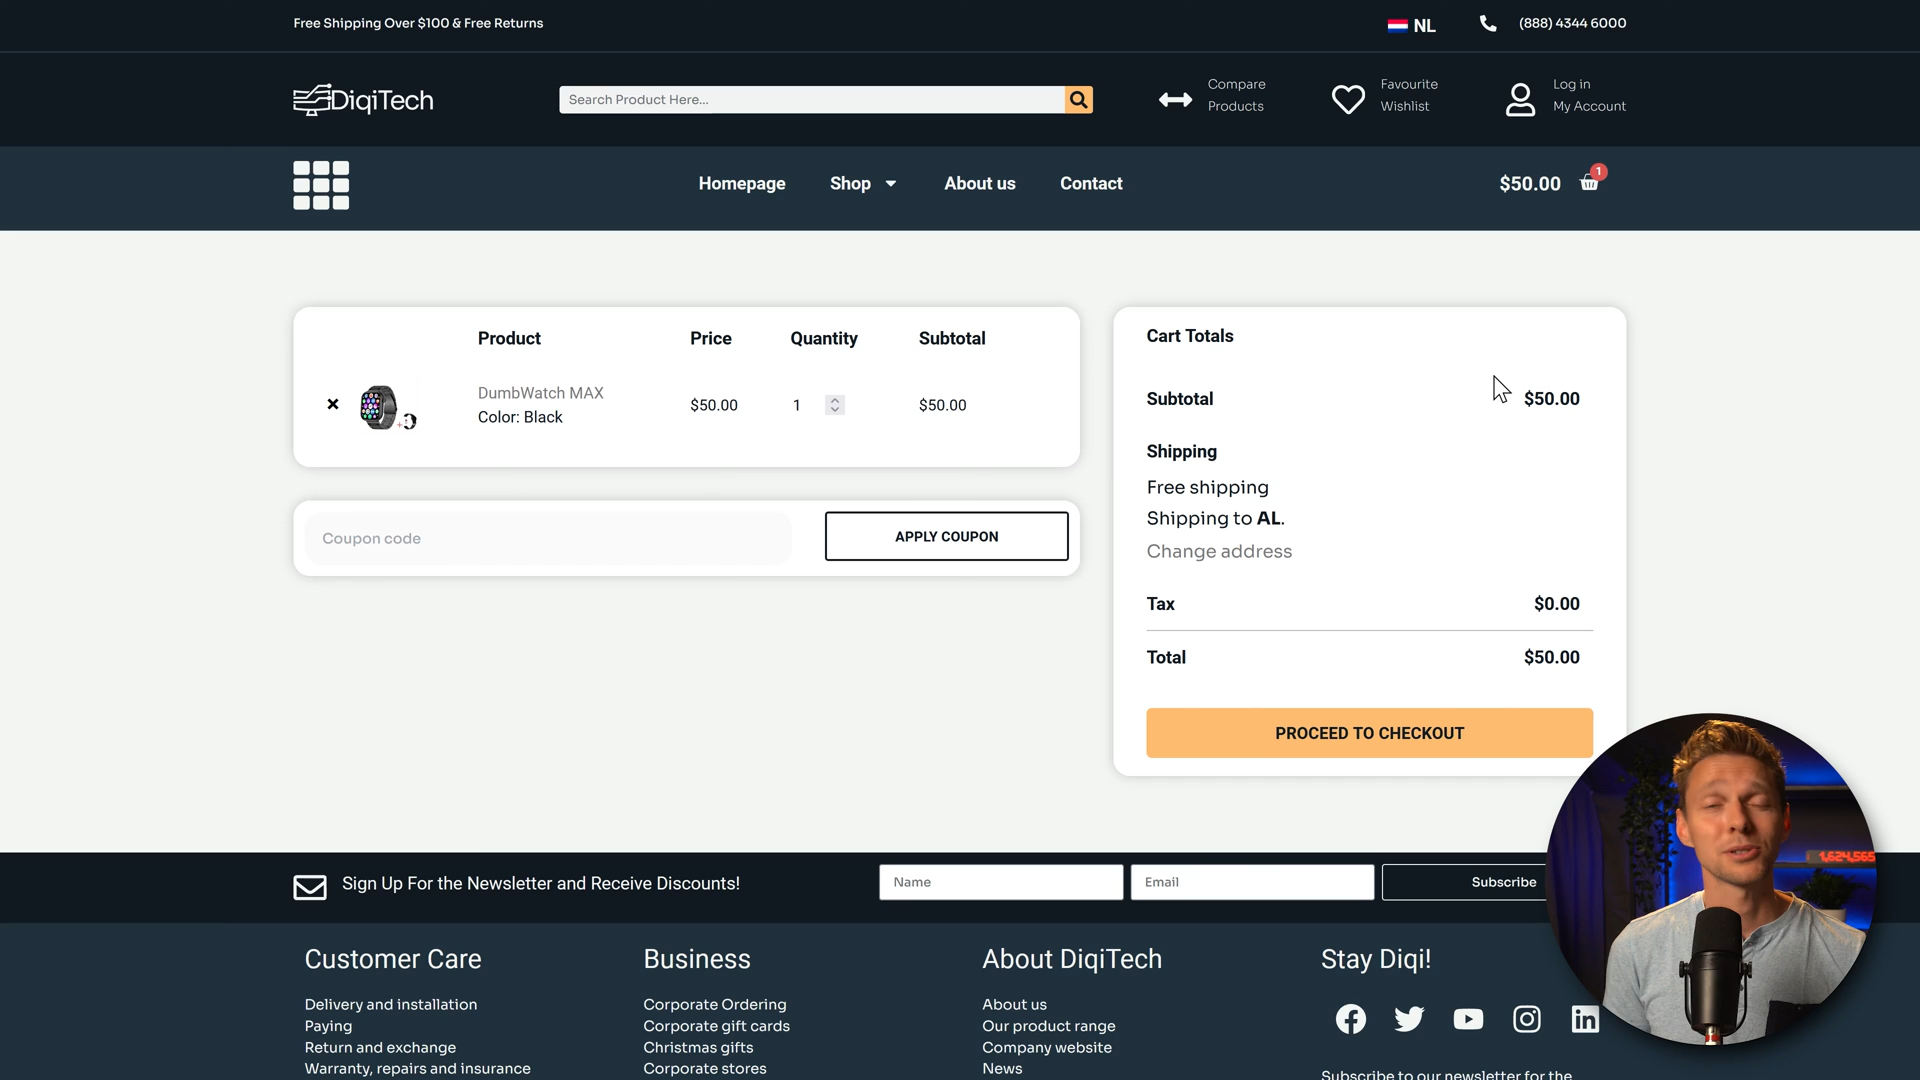 Free Shipping Over $100 & Free Returns
NL
(888) 4344 6000
DiqiTech
Search Product Here...
Compare
Products
Favourite
Wishlist
Log in
My Account
Homepage
Shop
About us
Contact
$50.00
1
Product
Price
Quantity
Subtotal
DumbWatch MAX
Color: Black
$50.00
1
$50.00
Coupon code
APPLY COUPON
Cart Totals
Subtotal
$50.00
Shipping
Free shipping
Shipping to AL.
Change address
Tax
$0.00
Total
$50.00
PROCEED TO CHECKOUT
1,624,565
Sign Up For the Newsletter and Receive Discounts!
Name
Email
Subscribe
Customer Care
Delivery and installation
Paying
Return and exchange
Warranty, repairs and insurance
Business
Corporate Ordering
Corporate gift cards
Christmas gifts
Corporate stores
About DiqiTech
About us
Our product range
Company website
News
Stay Diqi!
Subscribe to our newsletter for the